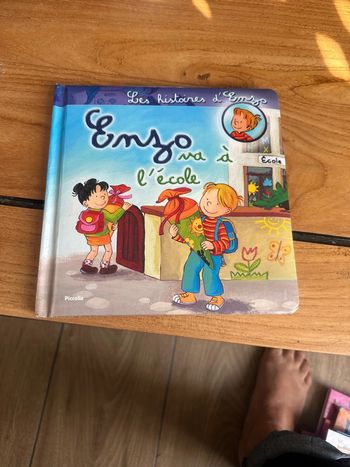 Les histoires d'Enzo
Enzo
va à
l'école
École
Piccolia